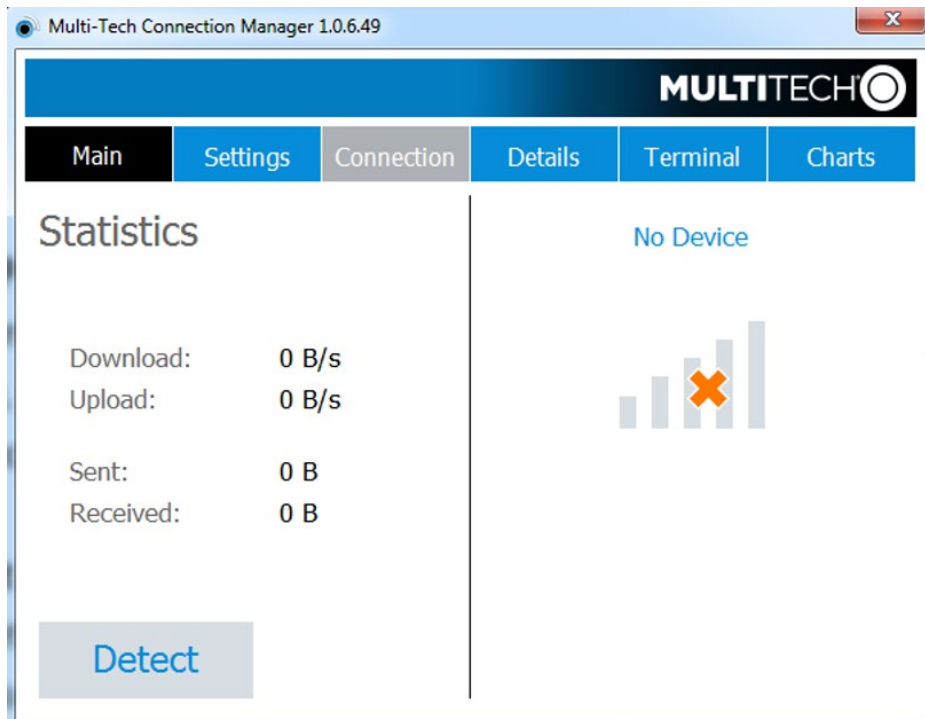 Multi-Tech Connection Manager 1.0.6.49
MULTITECH
Main Settings Connection Details Terminal Charts
Statistics
No Device
Download: 0 B/s
Upload: 0 B/s
Sent: 0 B
Received: 0 B
Detect